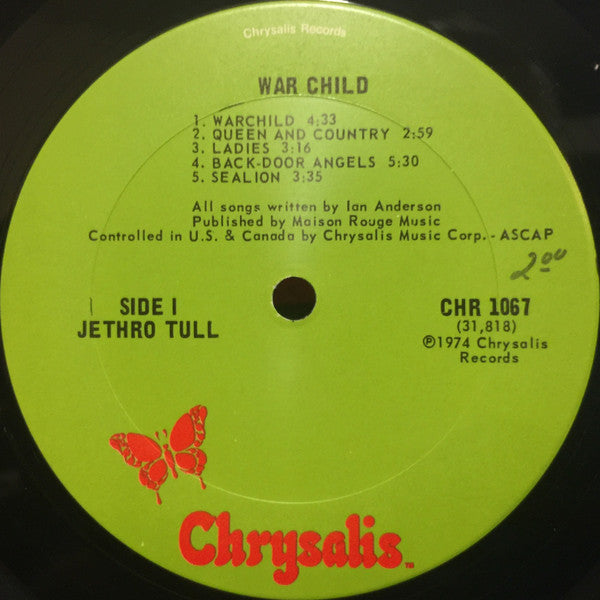 Chrysalis Records
WAR CHILD
1. WARCHILD 4:33
2. QUEEN AND COUNTRY 2:59
3. LADIES 3:16
4. BACK-DOOR ANGELS 5:30
5. SEALION 3:35
All songs written by Ian Anderson
Published by Maison Rouge Music
Controlled in U.S. & Canada by Chrysalis Music Corp. - ASCAP
2.00
SIDE I
JETHRO TULL
CHR 1067
(31,818)
℗1974 Chrysalis
Records
Chrysalis™